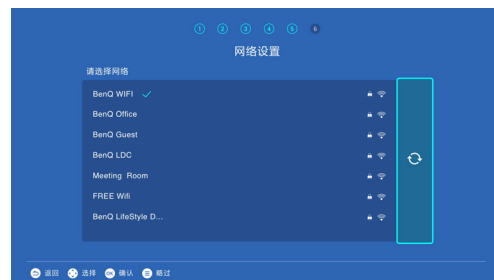 1 2 3 4 5 6
网络设置
请选择网络
BenQ WIFI
BenQ Office
BenQ Guest
BenQ LDC
Meeting Room
FREE Wifi
BenQ LifeStyle D...
返回 选择 OK 确认 略过